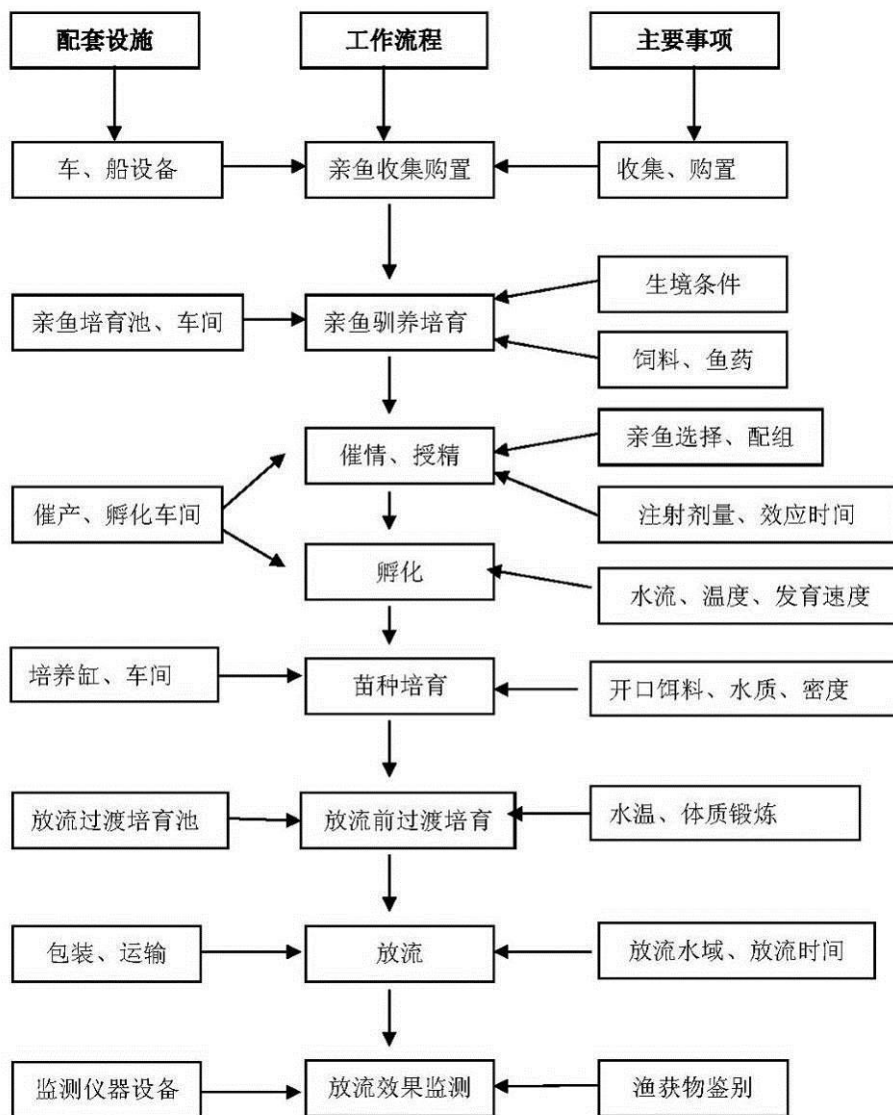 配套设施
工作流程
主要事项
车、船设备
亲鱼收集购置
收集、购置
生境条件
亲鱼培育池、车间
亲鱼驯养培育
饲料、鱼药
催情、授精
亲鱼选择、配组
催产、孵化车间
注射剂量、效应时间
孵化
水流、温度、发育速度
培养缸、车间
苗种培育
开口饵料、水质、密度
放流过渡培育池
放流前过渡培育
水温、体质锻炼
包装、运输
放流
放流水域、放流时间
监测仪器设备
放流效果监测
渔获物鉴别